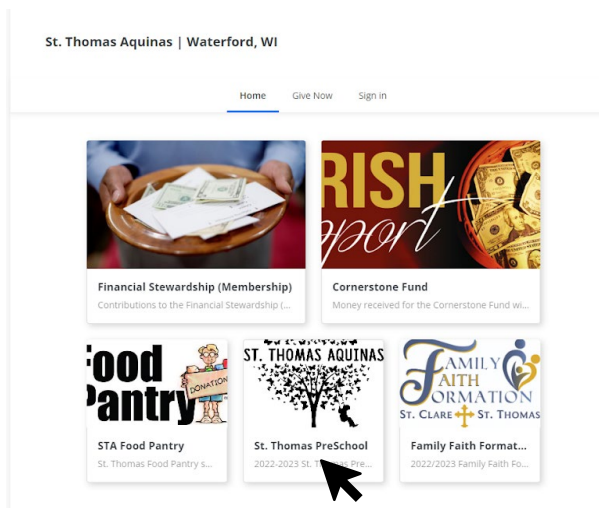 St. Thomas Aquinas | Waterford, WI
Home Give Now Sign in
RISH
pport
Financial Stewardship (Membership)
Contributions to the Financial Stewardship (...
Cornerstone Fund
Money received for the Cornerstone Fund wi...
Food
Pantry
DONATION
STA Food Pantry
St. Thomas Food Pantry s...
ST. THOMAS AQUINAS
St. Thomas PreSchool
2022-2023 St. Thomas Pre...
FAMILY
FAITH
FORMATION
ST. CLARE ST. THOMAS
Family Faith Format...
2022/2023 Family Faith Fo...